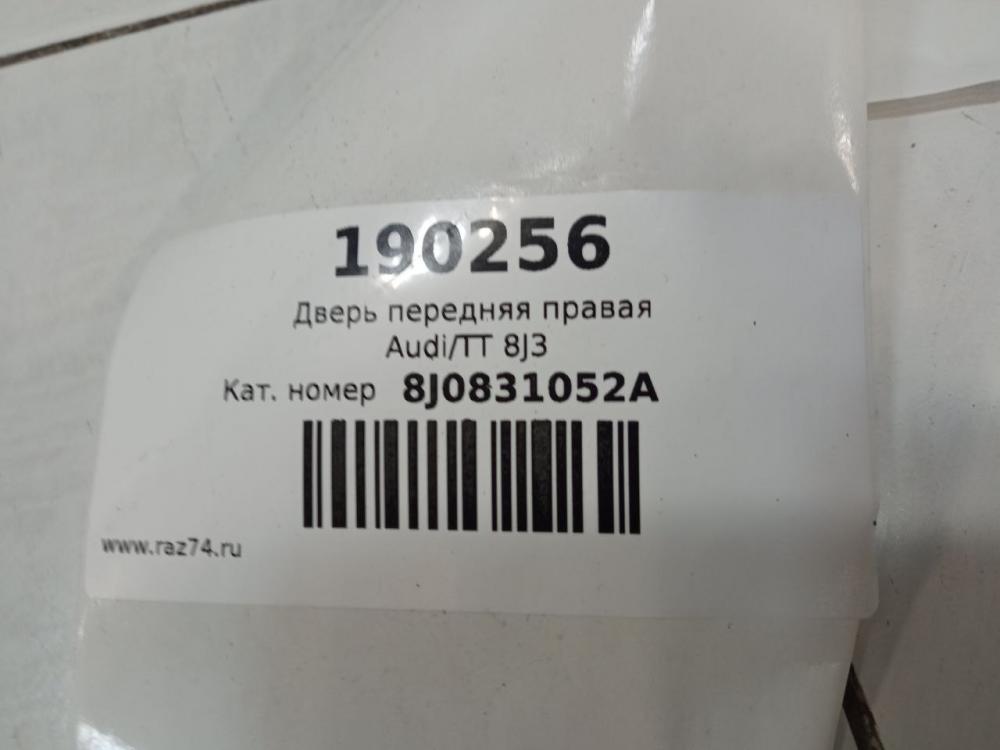 190256
Дверь передняя правая
Audi/TT 8J3
Кат. номер 8J0831052A
www.raz74.ru